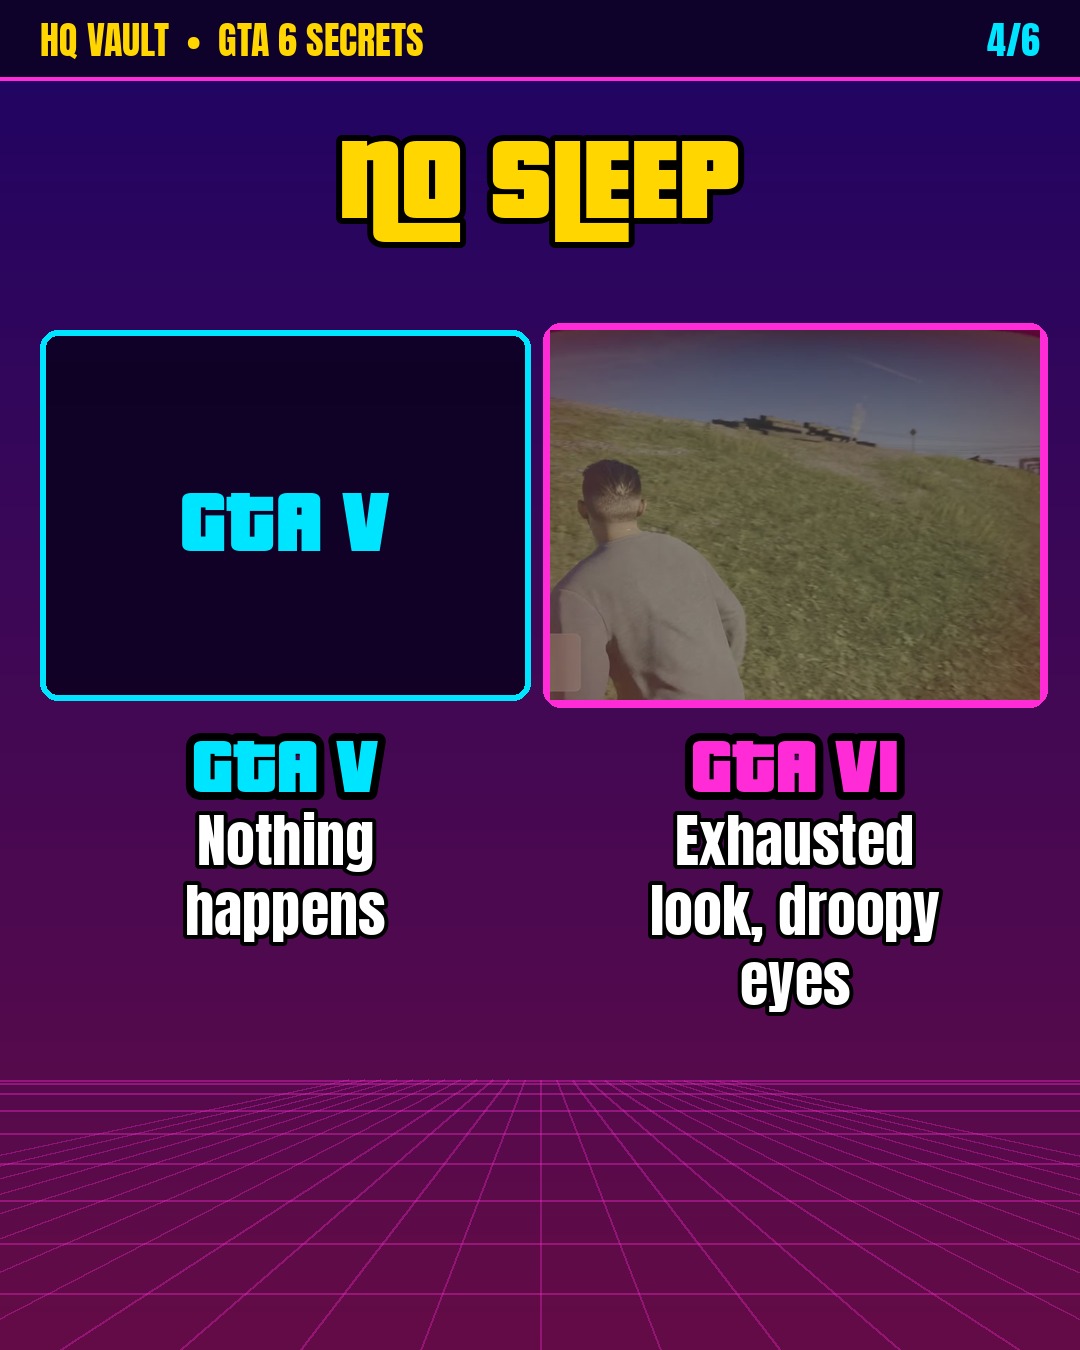 HQ VAULT • GTA 6 SECRETS
4/6
NO SLEEP
GTA V
GTA V
Nothing
happens
GTA VI
Exhausted
look, droopy
eyes